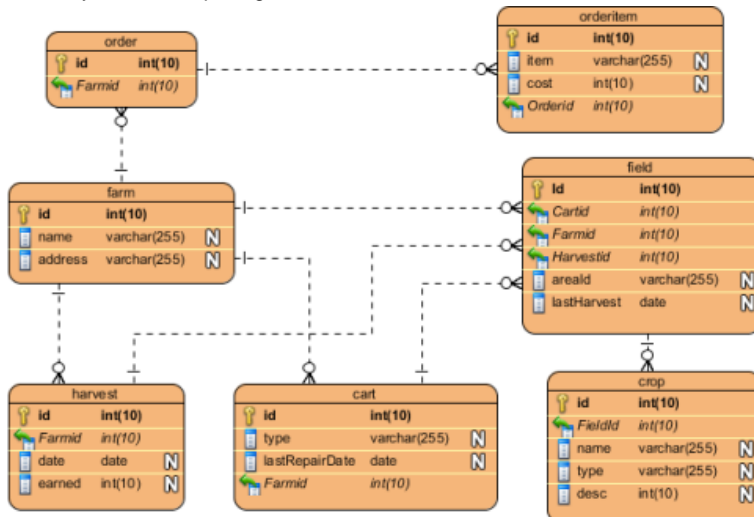 order
id int(10)
Farmid int(10)
orderitem
id int(10)
item varchar(255) N
cost int(10) N
OrderId int(10)
farm
id int(10)
name varchar(255) N
address varchar(255) N
field
Id int(10)
Cartid int(10)
Farmid int(10)
Harvestid int(10)
areaId varchar(255) N
lastHarvest date N
harvest
id int(10)
Farmid int(10)
date date N
earned int(10) N
cart
id int(10)
type varchar(255) N
lastRepairDate date N
Farmid int(10)
crop
id int(10)
FieldId int(10)
name varchar(255) N
type varchar(255) N
desc int(10) N